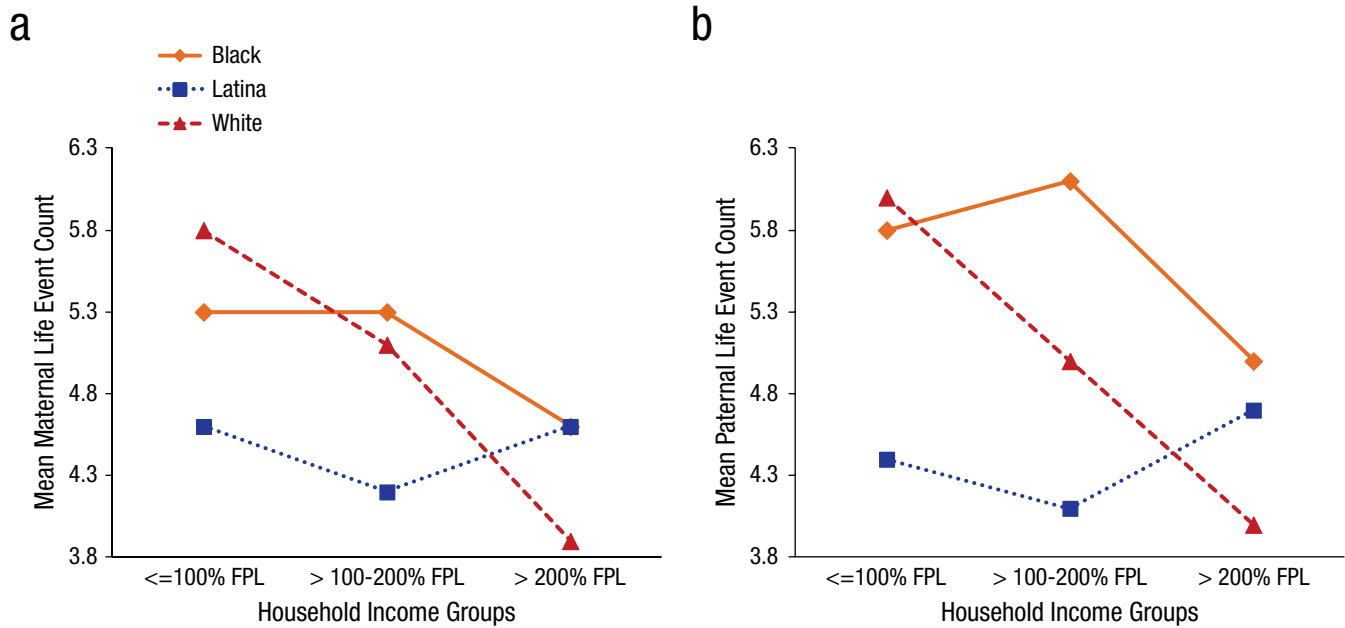 a
Black
Latina
White
Mean Maternal Life Event Count
6.3
5.8
5.3
4.8
4.3
3.8
<=100% FPL
> 100-200% FPL
> 200% FPL
Household Income Groups
b
Mean Paternal Life Event Count
6.3
5.8
5.3
4.8
4.3
3.8
<=100% FPL
> 100-200% FPL
> 200% FPL
Household Income Groups